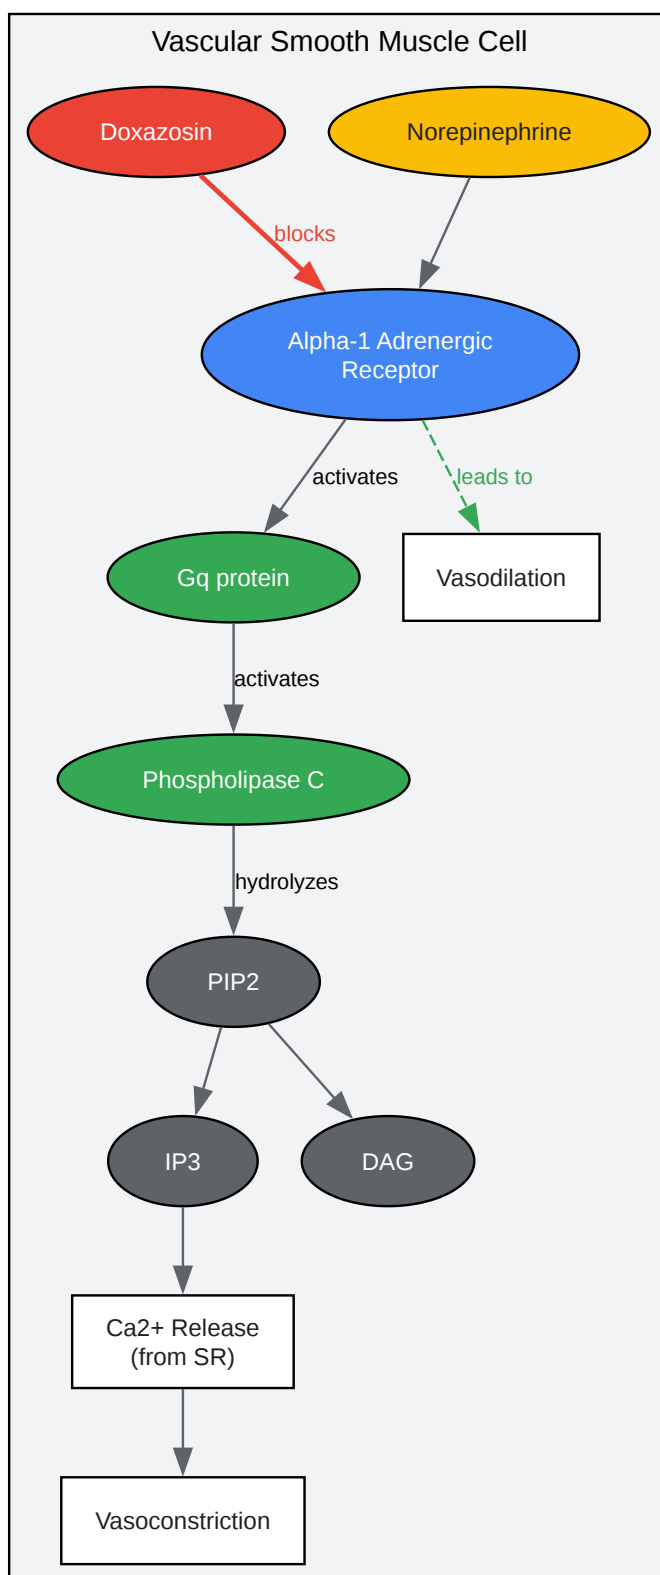 Vascular Smooth Muscle Cell
Doxazosin
Norepinephrine
blocks
Alpha-1 Adrenergic
Receptor
activates
leads to
Gq protein
Vasodilation
activates
Phospholipase C
hydrolyzes
PIP2
IP3
DAG
Ca2+ Release
(from SR)
Vasoconstriction